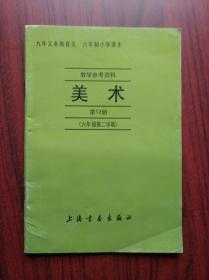 九年义务教育五、六年制小学课本
教学参考资料
美术
第12册
(六年级第二学期)
上海书画出版社